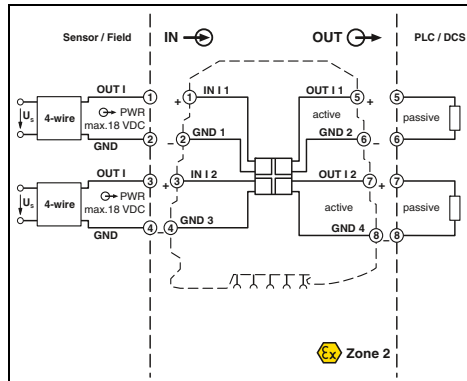 Sensor / Field
IN
OUT
PLC / DCS
OUT I
1
1
IN I 1
OUT I 1
5
5
+
+
Us
4-wire
PWR
max.18 VDC
active
passive
GND
2
2
GND 1
GND 2
6
6
–
–
OUT I
3
3
IN I 2
OUT I 2
7
7
+
+
Us
4-wire
PWR
max.18 VDC
active
passive
GND
4
4
GND 3
GND 4
8
8
–
–
Ex
Zone 2